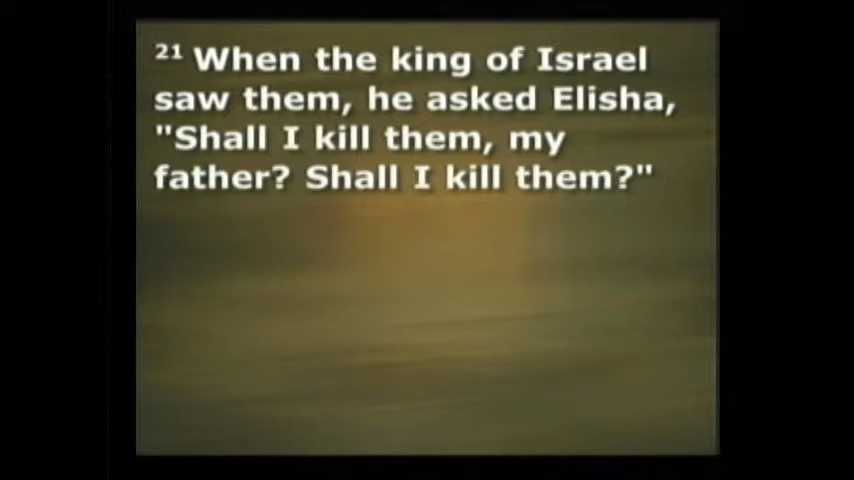 21 When the king of Israel
saw them, he asked Elisha,
"Shall I kill them, my
father? Shall I kill them?"